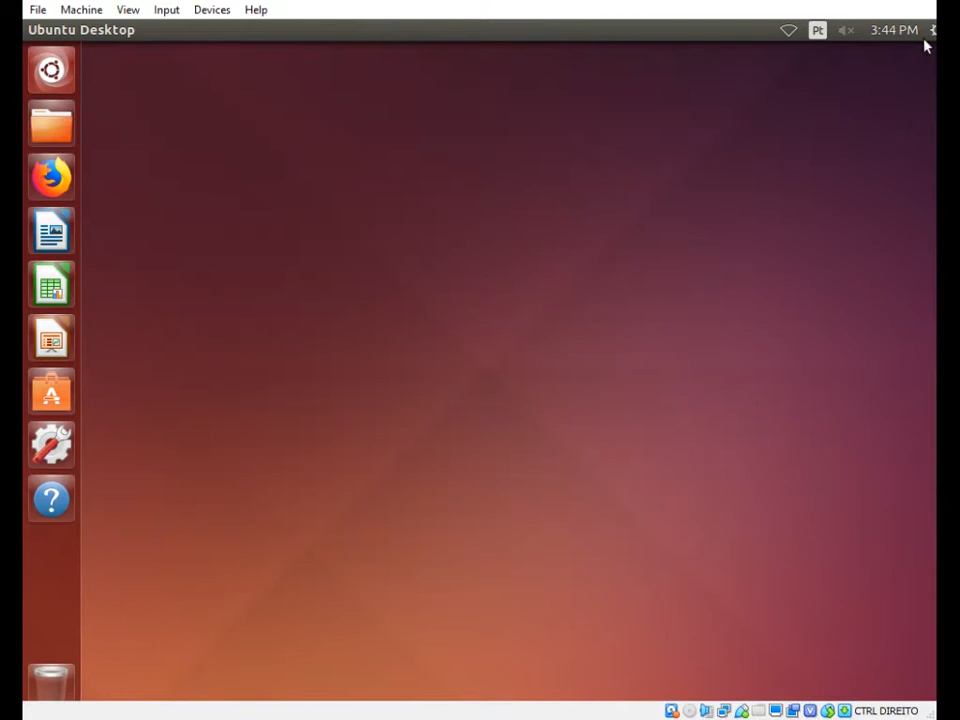 File Machine View Input Devices Help
Ubuntu Desktop Pt 3:44 PM
CTRL DIREITO